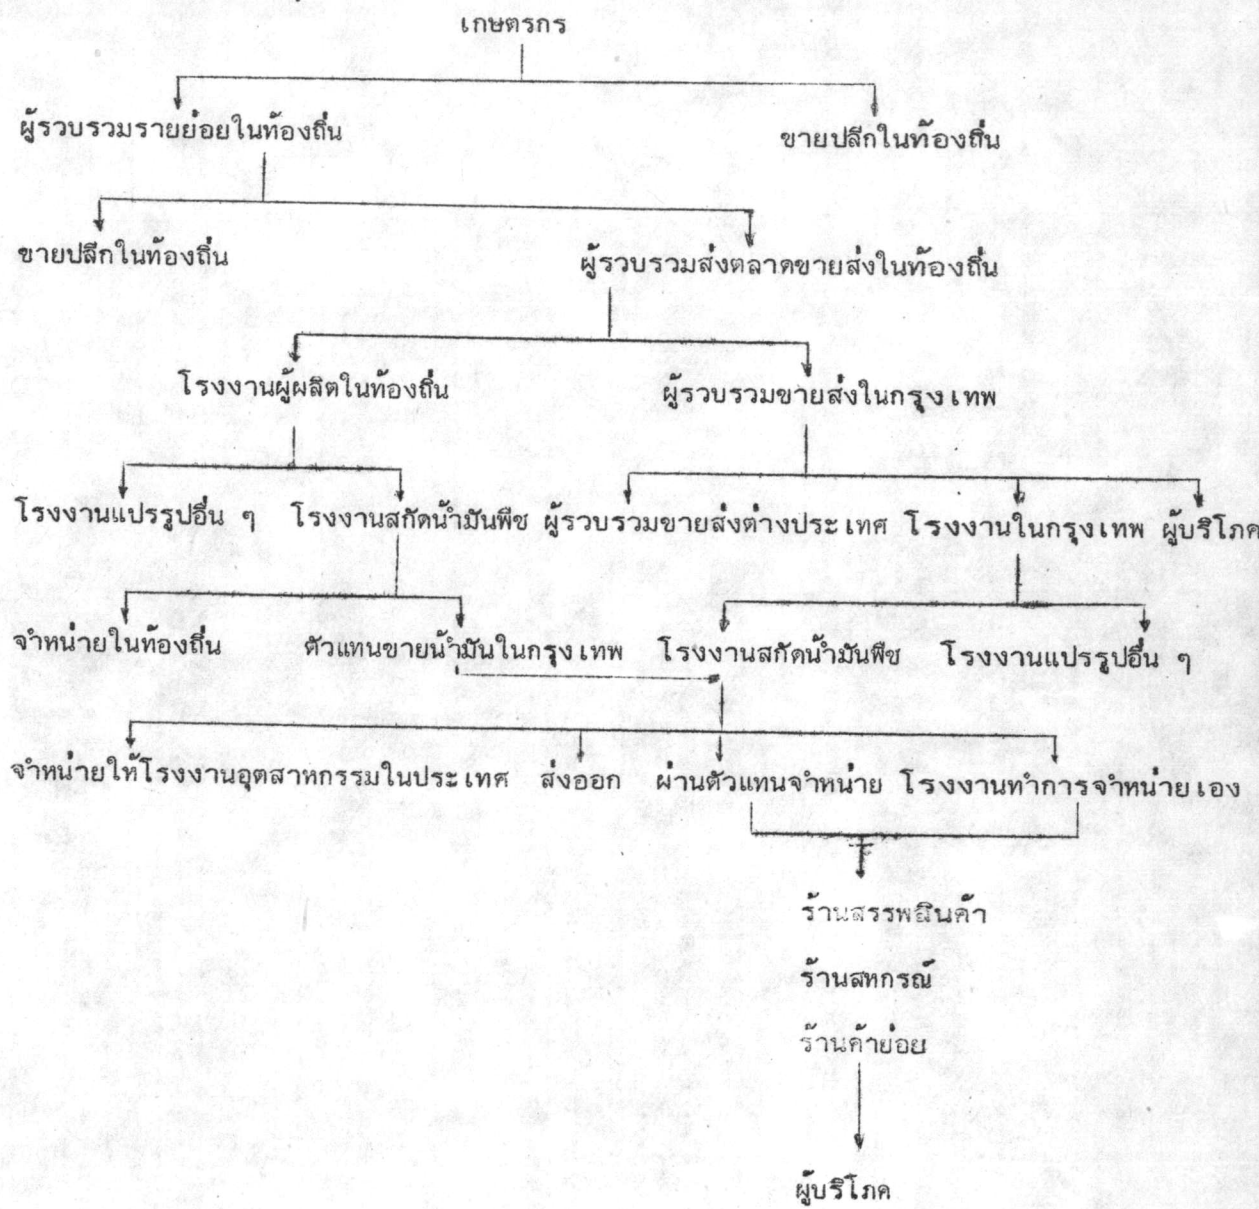 เกษตรกร
ผู้รวบรวมรายย่อยในท้องถิ่น ขายปลีกในท้องถิ่น
ขายปลีกในท้องถิ่น ผู้รวบรวมส่งตลาดขายส่งในท้องถิ่น
โรงงานผู้ผลิตในท้องถิ่น ผู้รวบรวมขายส่งในกรุงเทพ
โรงงานแปรรูปอื่น ๆ โรงงานสกัดน้ำมันพืช ผู้รวบรวมขายส่งต่างประเทศ โรงงานในกรุงเทพ ผู้บริโภค
จำหน่ายในท้องถิ่น ตัวแทนขายน้ำมันในกรุงเทพ โรงงานสกัดน้ำมันพืช โรงงานแปรรูปอื่น ๆ
จำหน่ายให้โรงงานอุตสาหกรรมในประเทศ ส่งออก ผ่านตัวแทนจำหน่าย โรงงานทำการจำหน่ายเอง
ร้านสรรพสินค้า
ร้านสหกรณ์
ร้านค้าย่อย
ผู้บริโภค